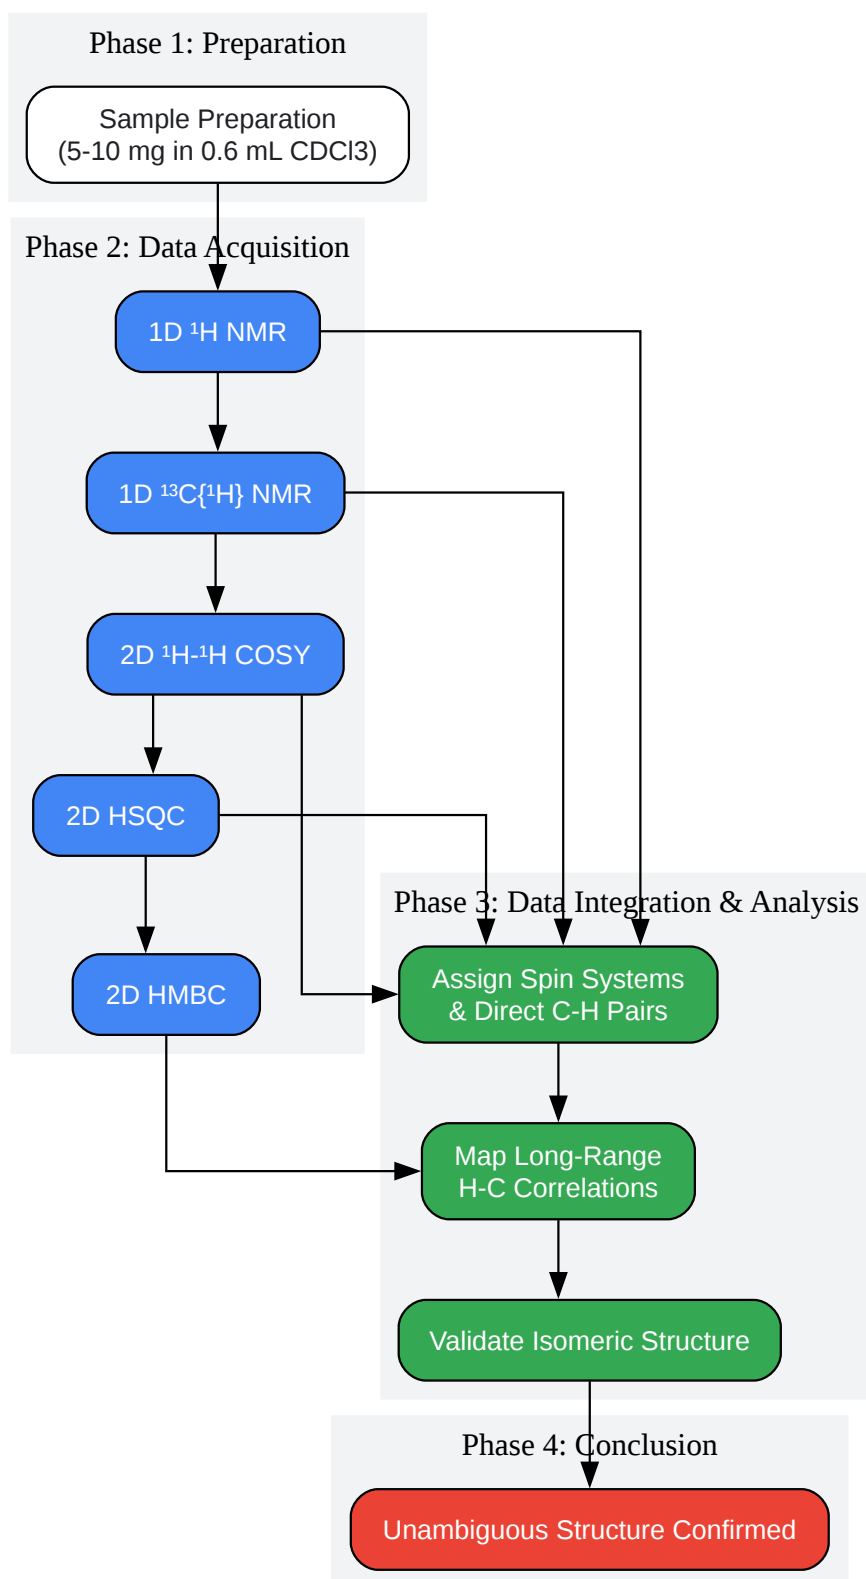 Phase 1: Preparation
Sample Preparation
(5-10 mg in 0.6 mL CDCl3)
Phase 2: Data Acquisition
1D ¹H NMR
1D ¹³C{¹H} NMR
2D ¹H-¹H COSY
2D HSQC
2D HMBC
Phase 3: Data Integration & Analysis
Assign Spin Systems
& Direct C-H Pairs
Map Long-Range
H-C Correlations
Validate Isomeric Structure
Phase 4: Conclusion
Unambiguous Structure Confirmed